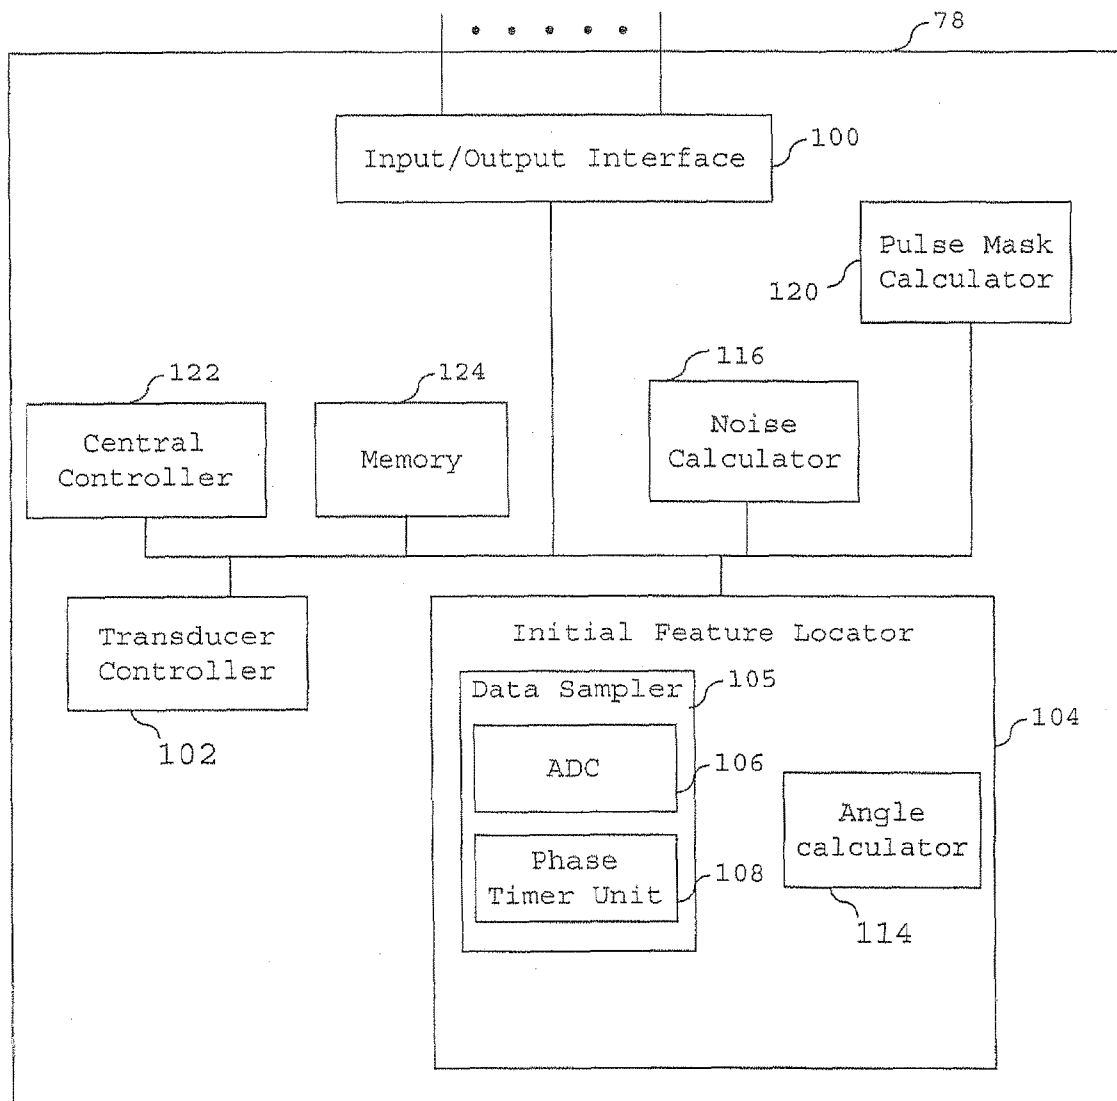 78
Input/Output Interface
100
Pulse Mask
Calculator
120
116
122
124
Noise
Calculator
Central
Controller
Memory
Transducer
Controller
102
Initial Feature Locator
Data Sampler
105
104
ADC
106
Angle
calculator
Phase
Timer Unit
108
114